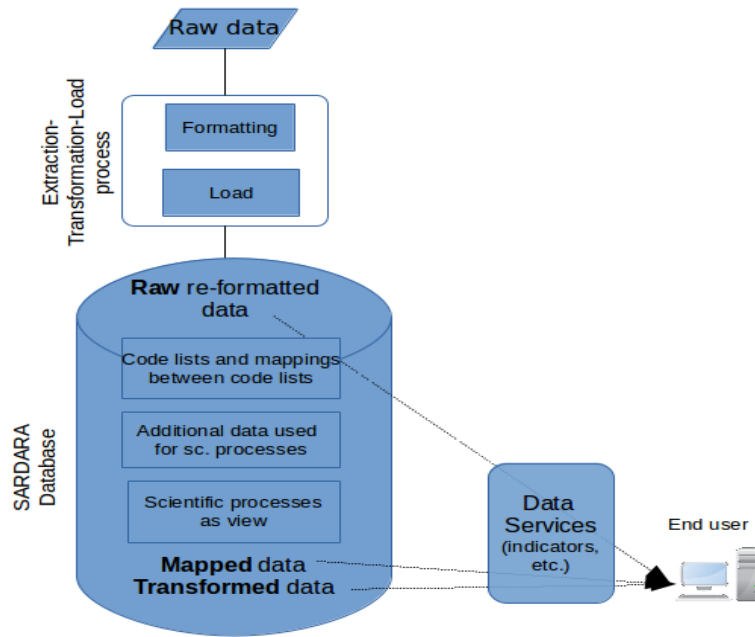 Raw data
Extraction-
Transformation-Load
process
Formatting
Load
Raw re-formatted
data
Code lists and mappings
between code lists
Additional data used
for sc. processes
Scientific processes
as view
SARDARA
Database
Mapped data
Transformed data
Data
Services
(indicators,
etc.)
End user